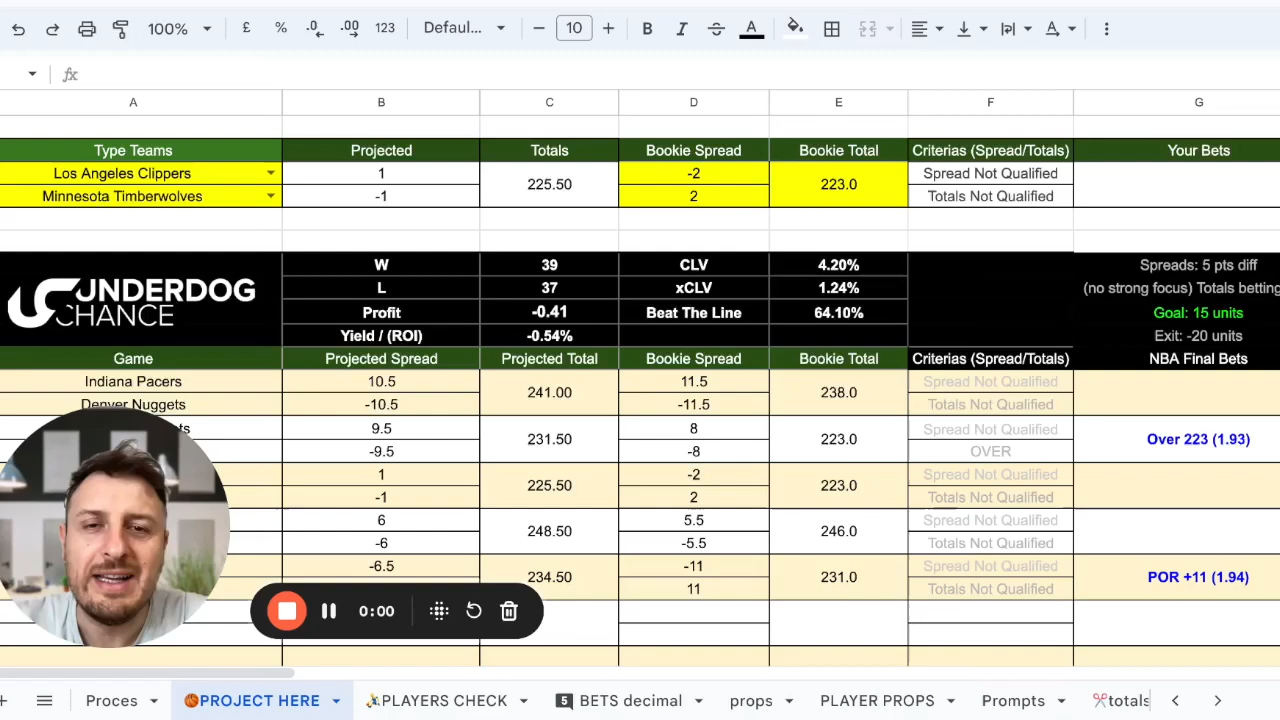 100% £ % .0 .00 123 Defaul... 10 B I A
fx
A B C D E F G
Type Teams Projected Totals Bookie Spread Bookie Total Criterias (Spread/Totals) Your Bets
Los Angeles Clippers 1 225.50 -2 223.0 Spread Not Qualified
Minnesota Timberwolves -1 2 Totals Not Qualified
UNDERDOG CHANCE
W 39 CLV 4.20% Spreads: 5 pts diff
L 37 xCLV 1.24% (no strong focus) Totals betting
Profit -0.41 Beat The Line 64.10% Goal: 15 units
Yield / (ROI) -0.54% Exit: -20 units
Game Projected Spread Projected Total Bookie Spread Bookie Total Criterias (Spread/Totals) NBA Final Bets
Indiana Pacers 10.5 241.00 11.5 238.0 Spread Not Qualified
Denver Nuggets -10.5 -11.5 Totals Not Qualified
9.5 231.50 8 223.0 Spread Not Qualified Over 223 (1.93)
-9.5 -8 OVER
1 225.50 -2 223.0 Spread Not Qualified
-1 2 Totals Not Qualified
6 248.50 5.5 246.0 Spread Not Qualified
-6 -5.5 Totals Not Qualified
-6.5 234.50 -11 231.0 Spread Not Qualified POR +11 (1.94)
11 Totals Not Qualified
0:00
Proces 🏀PROJECT HERE PLAYERS CHECK 5 BETS decimal props PLAYER PROPS Prompts ✂️totals